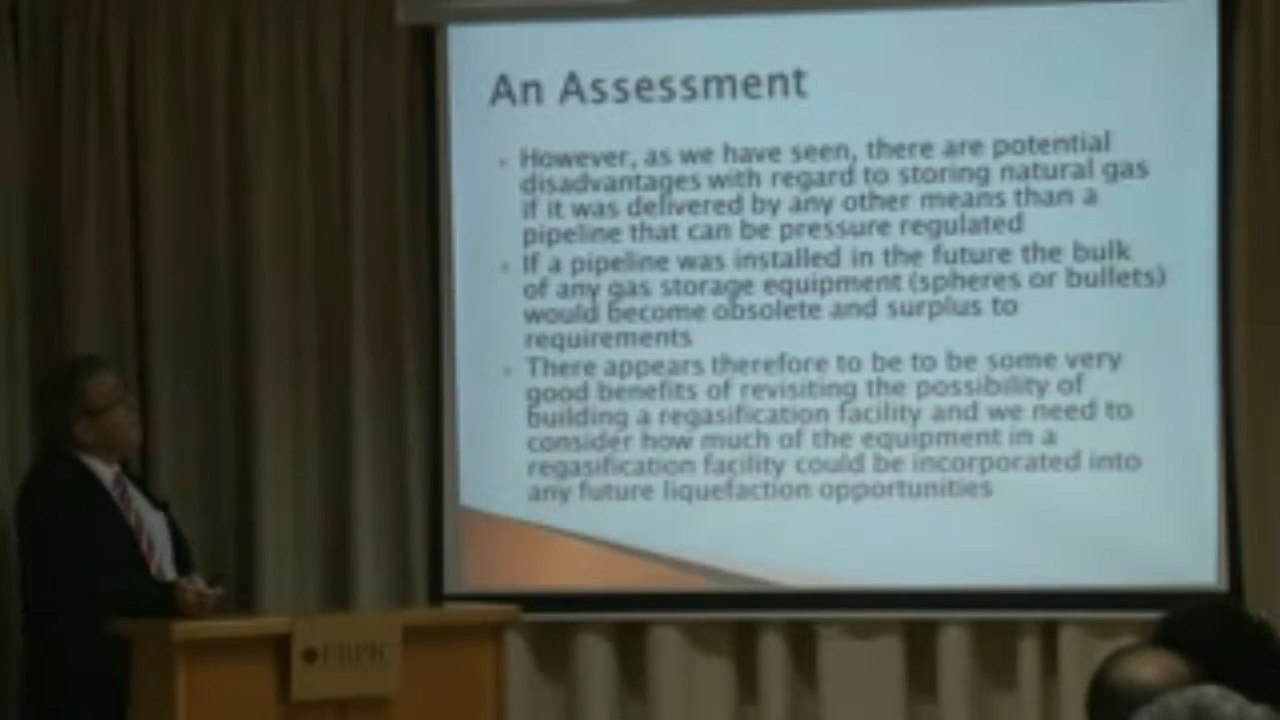 An Assessment
However, as we have seen, there are potential
disadvantages with regard to storing natural gas
if it was delivered by any other means than a
pipeline that can be pressure regulated
If a pipeline was installed in the future the bulk
of any gas storage equipment (spheres or bullets)
would become obsolete and surplus to
requirements
There appears therefore to be to be some very
good benefits of revisiting the possibility of
building a regasification facility and we need to
consider how much of the equipment in a
regasification facility could be incorporated into
any future liquefaction opportunities